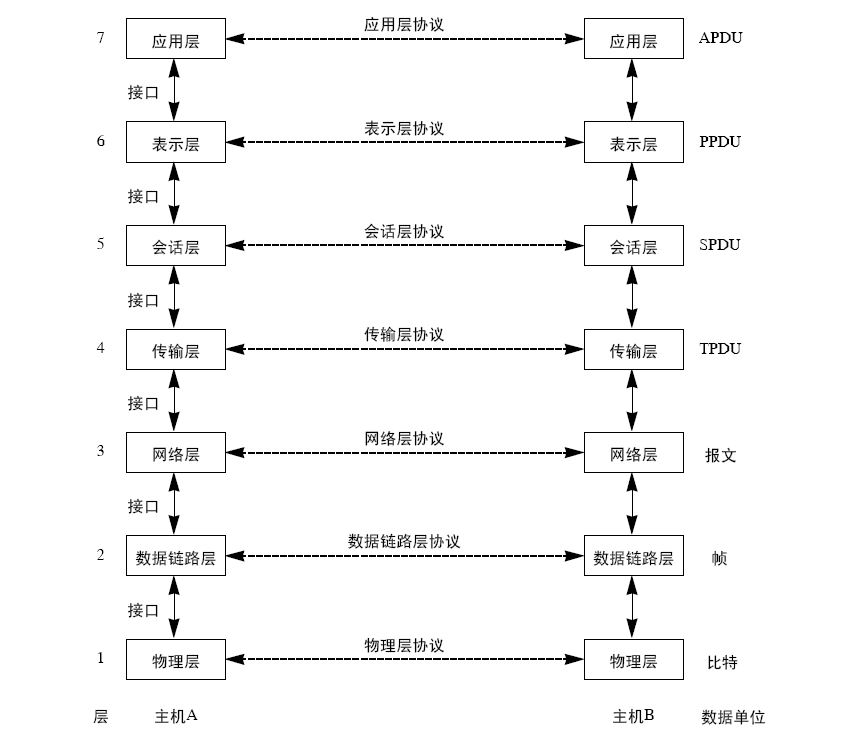 应用层协议
7 应用层 应用层 APDU
接口
表示层协议
6 表示层 表示层 PPDU
接口
会话层协议
5 会话层 会话层 SPDU
接口
传输层协议
4 传输层 传输层 TPDU
接口
网络层协议
3 网络层 网络层 报文
接口
数据链路层协议
2 数据链路层 数据链路层 帧
接口
物理层协议
1 物理层 物理层 比特
层 主机A 主机B 数据单位